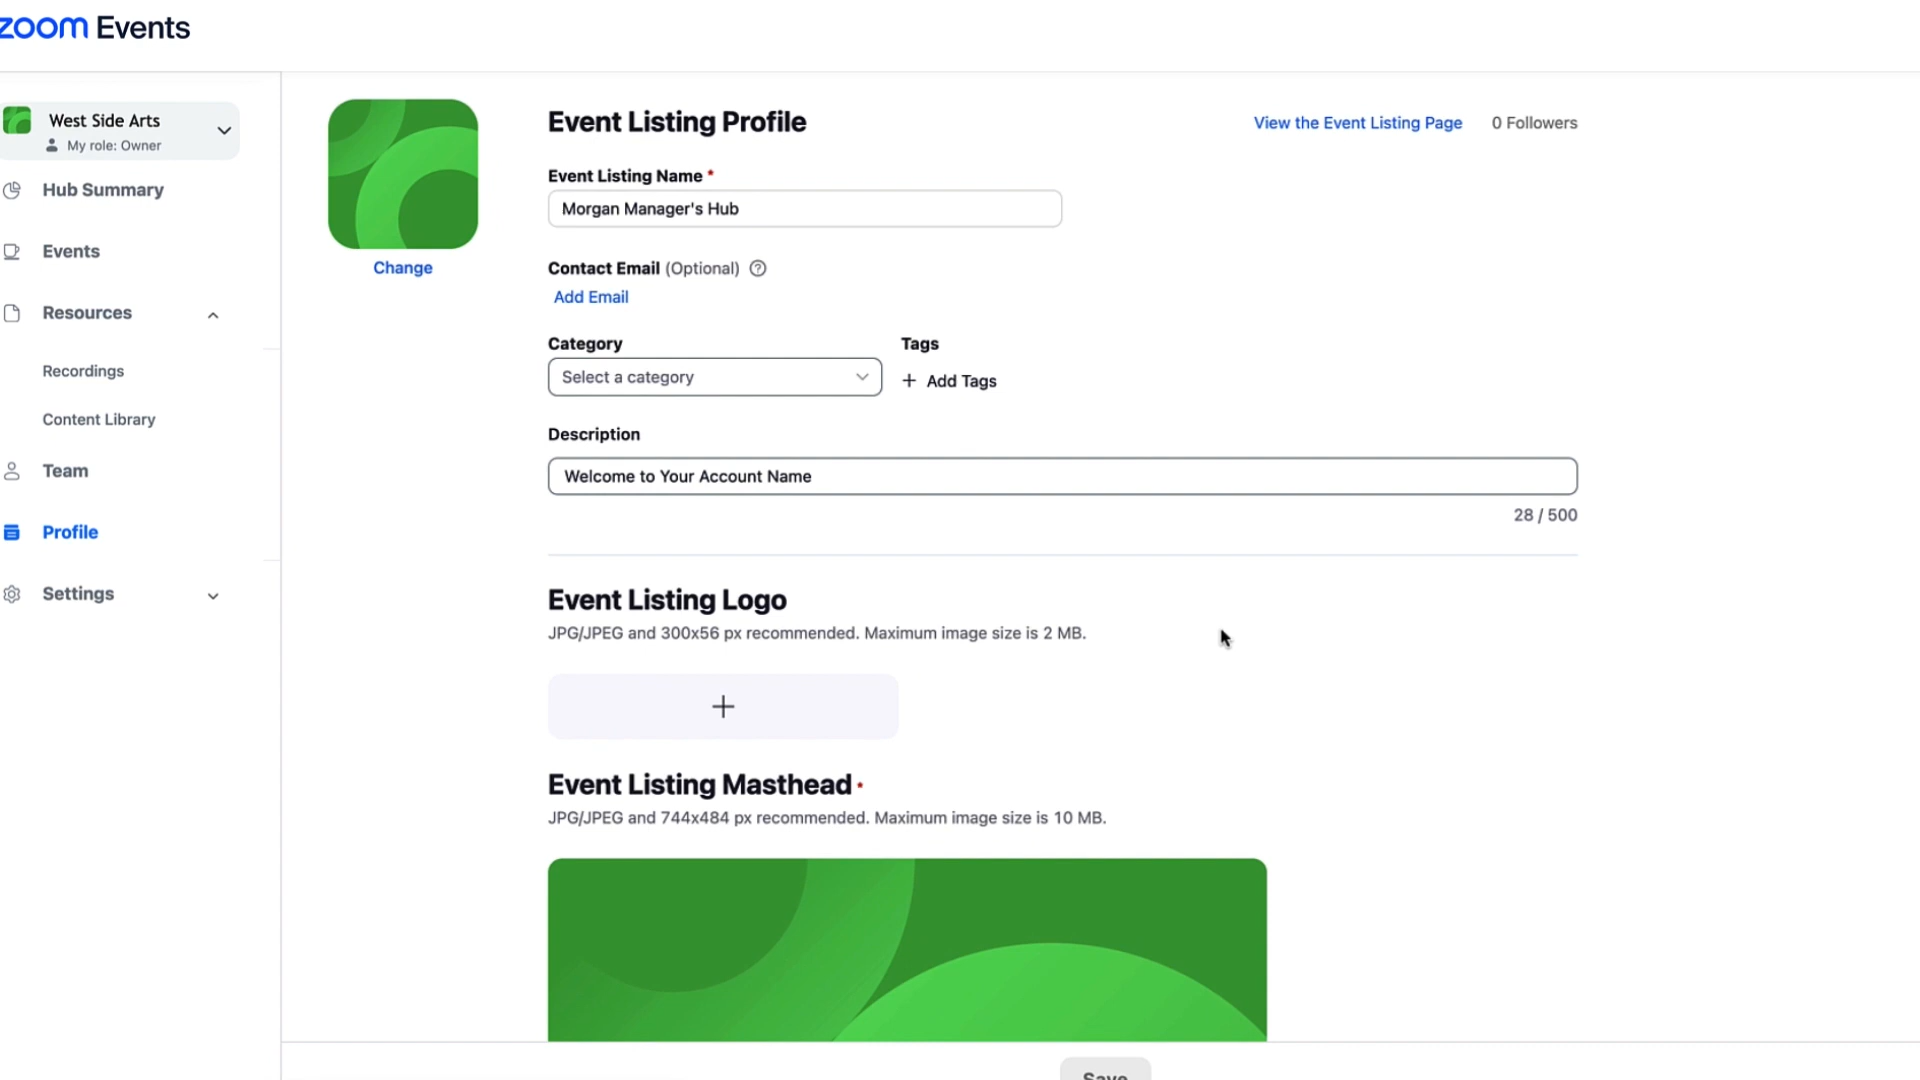 zoom Events
West Side Arts
My role: Owner
Hub Summary
Events
Resources
Recordings
Content Library
Team
Profile
Settings
Change
Event Listing Profile
View the Event Listing Page
0 Followers
Event Listing Name *
Morgan Manager's Hub
Contact Email (Optional)
Add Email
Category
Select a category
Tags
+ Add Tags
Description
Welcome to Your Account Name
28 / 500
Event Listing Logo
JPG/JPEG and 300x56 px recommended. Maximum image size is 2 MB.
Event Listing Masthead *
JPG/JPEG and 744x484 px recommended. Maximum image size is 10 MB.
Save